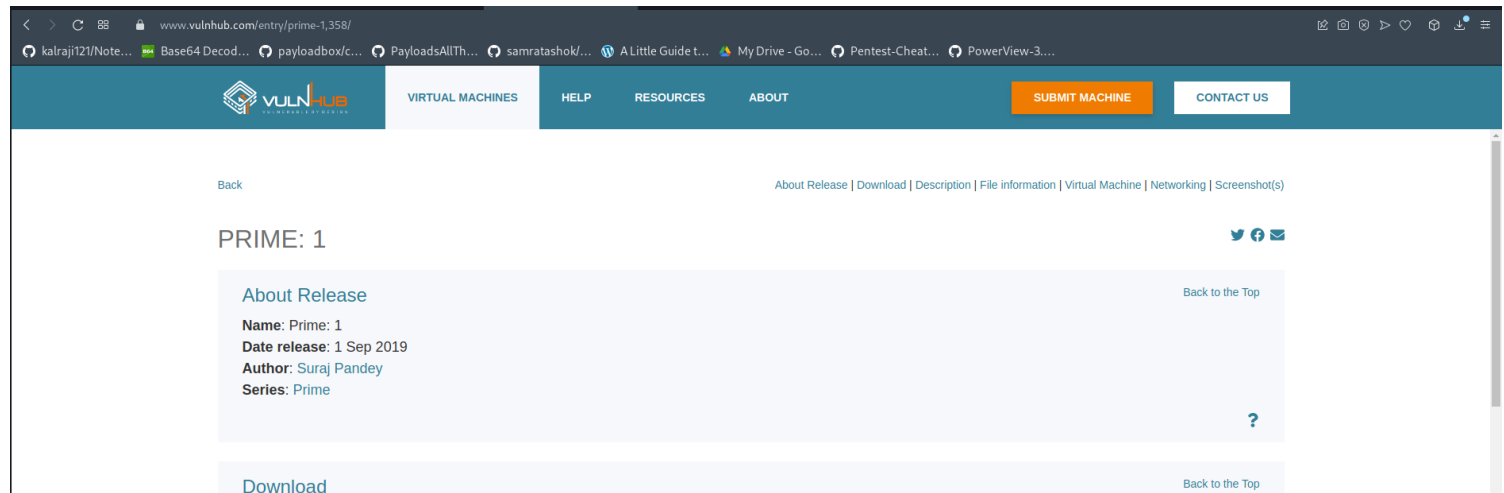 www.vulnhub.com/entry/prime-1,358/
kalraji121/Note... Base64 Decod... payloadbox/c... PayloadsAllTh... samratashok/... A Little Guide t... My Drive - Go... Pentest-Cheat... PowerView-3....
VULNHUB VIRTUAL MACHINES HELP RESOURCES ABOUT SUBMIT MACHINE CONTACT US
Back About Release | Download | Description | File information | Virtual Machine | Networking | Screenshot(s)
PRIME: 1
About Release Back to the Top
Name: Prime: 1
Date release: 1 Sep 2019
Author: Suraj Pandey
Series: Prime
?
Download Back to the Top